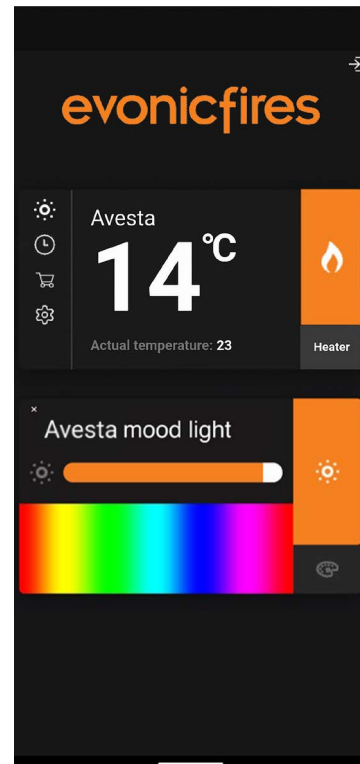 evonicfires
Avesta
14°C
Actual temperature: 23
Heater
Avesta mood light